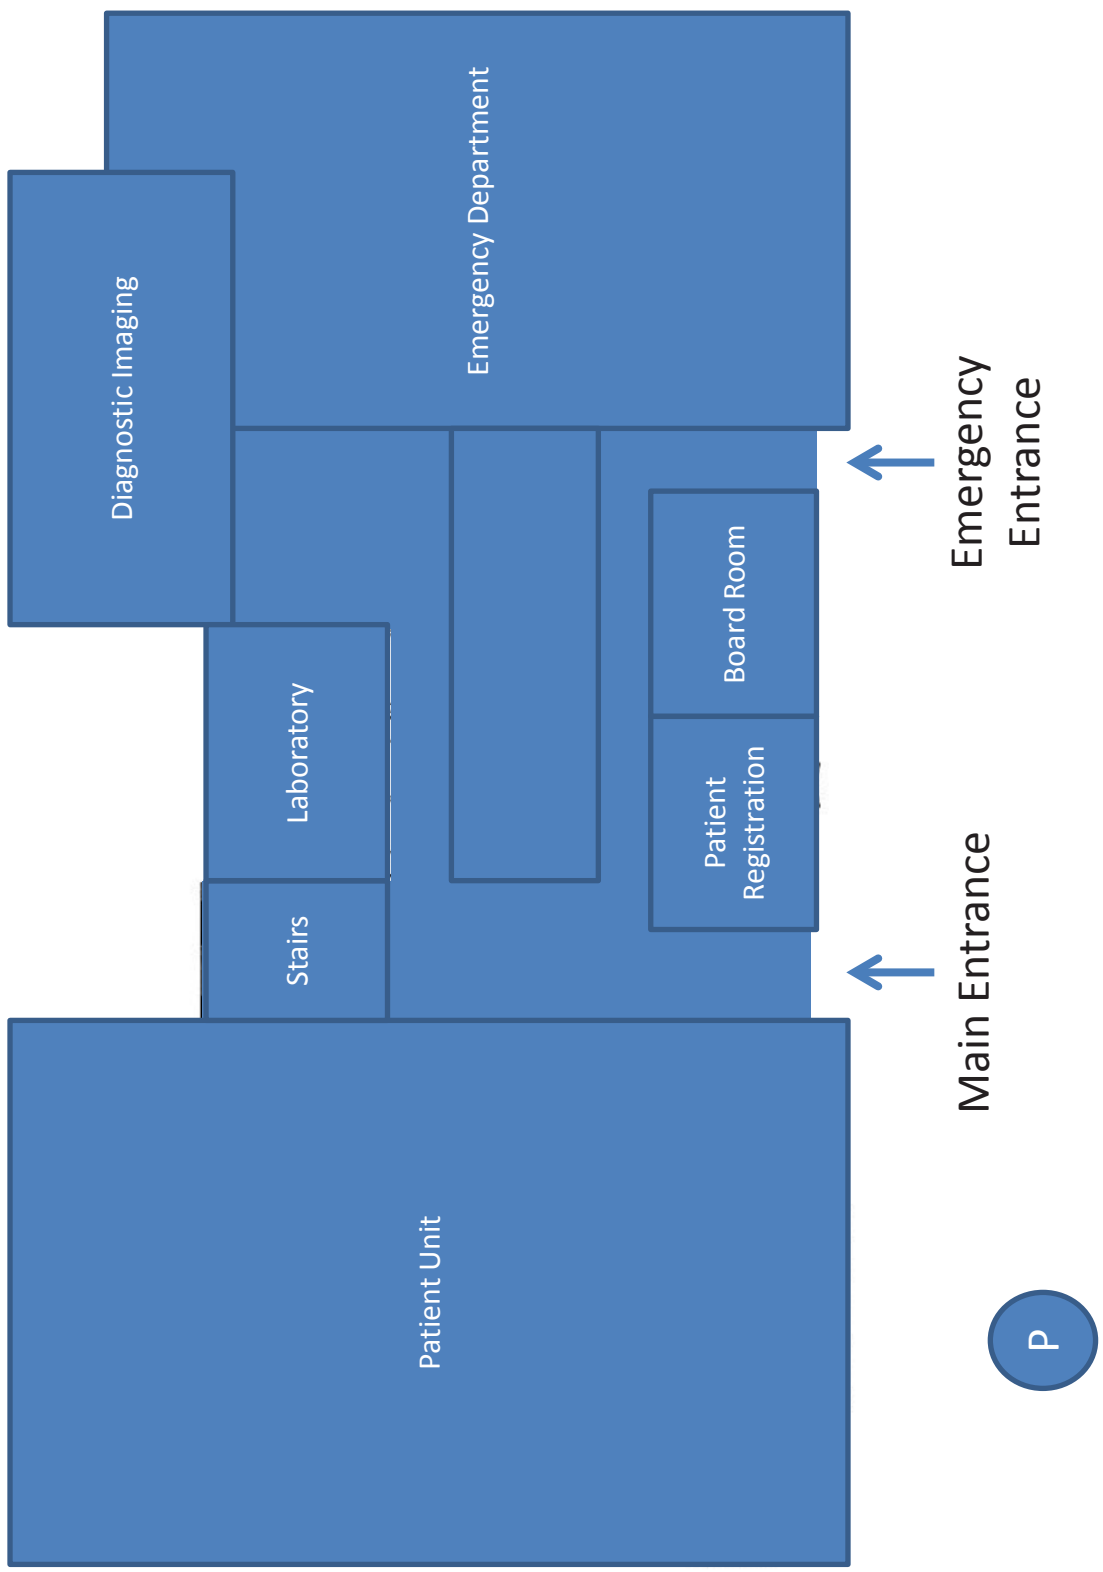 Diagnostic Imaging
Emergency Department
Laboratory
Stairs
Patient Unit
Board Room
Patient
Registration
Emergency
Entrance
Main Entrance
P